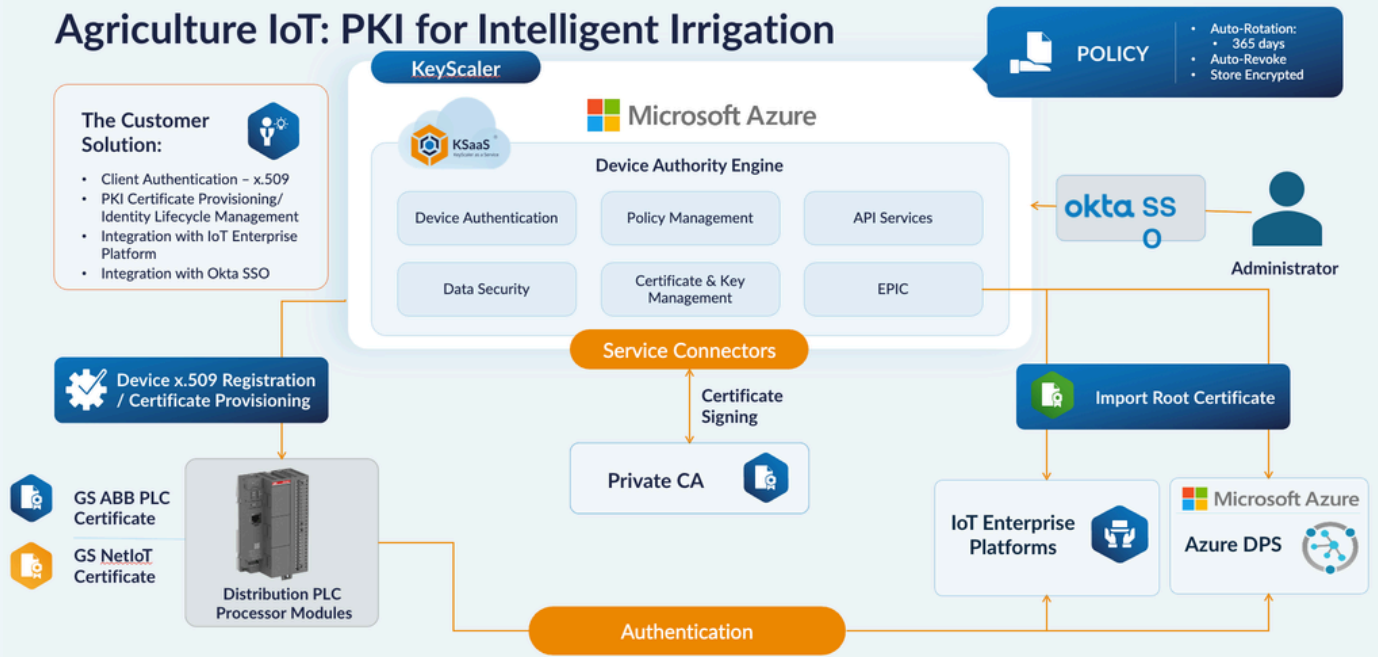 Agriculture IoT: PKI for Intelligent Irrigation
KeyScaler
POLICY
• Auto-Rotation:
• 365 days
• Auto-Revoke
• Store Encrypted
The Customer
Solution:
• Client Authentication – x.509
• PKI Certificate Provisioning/
Identity Lifecycle Management
• Integration with IoT Enterprise
Platform
• Integration with Okta SSO
KSaaS
KeyScaler as a Service
Microsoft Azure
Device Authority Engine
Device Authentication
Policy Management
API Services
Data Security
Certificate & Key
Management
EPIC
okta SS
O
Administrator
Service Connectors
Device x.509 Registration
/ Certificate Provisioning
Certificate
Signing
Import Root Certificate
Private CA
GS ABB PLC
Certificate
GS NetIoT
Certificate
Distribution PLC
Processor Modules
IoT Enterprise
Platforms
Microsoft Azure
Azure DPS
Authentication